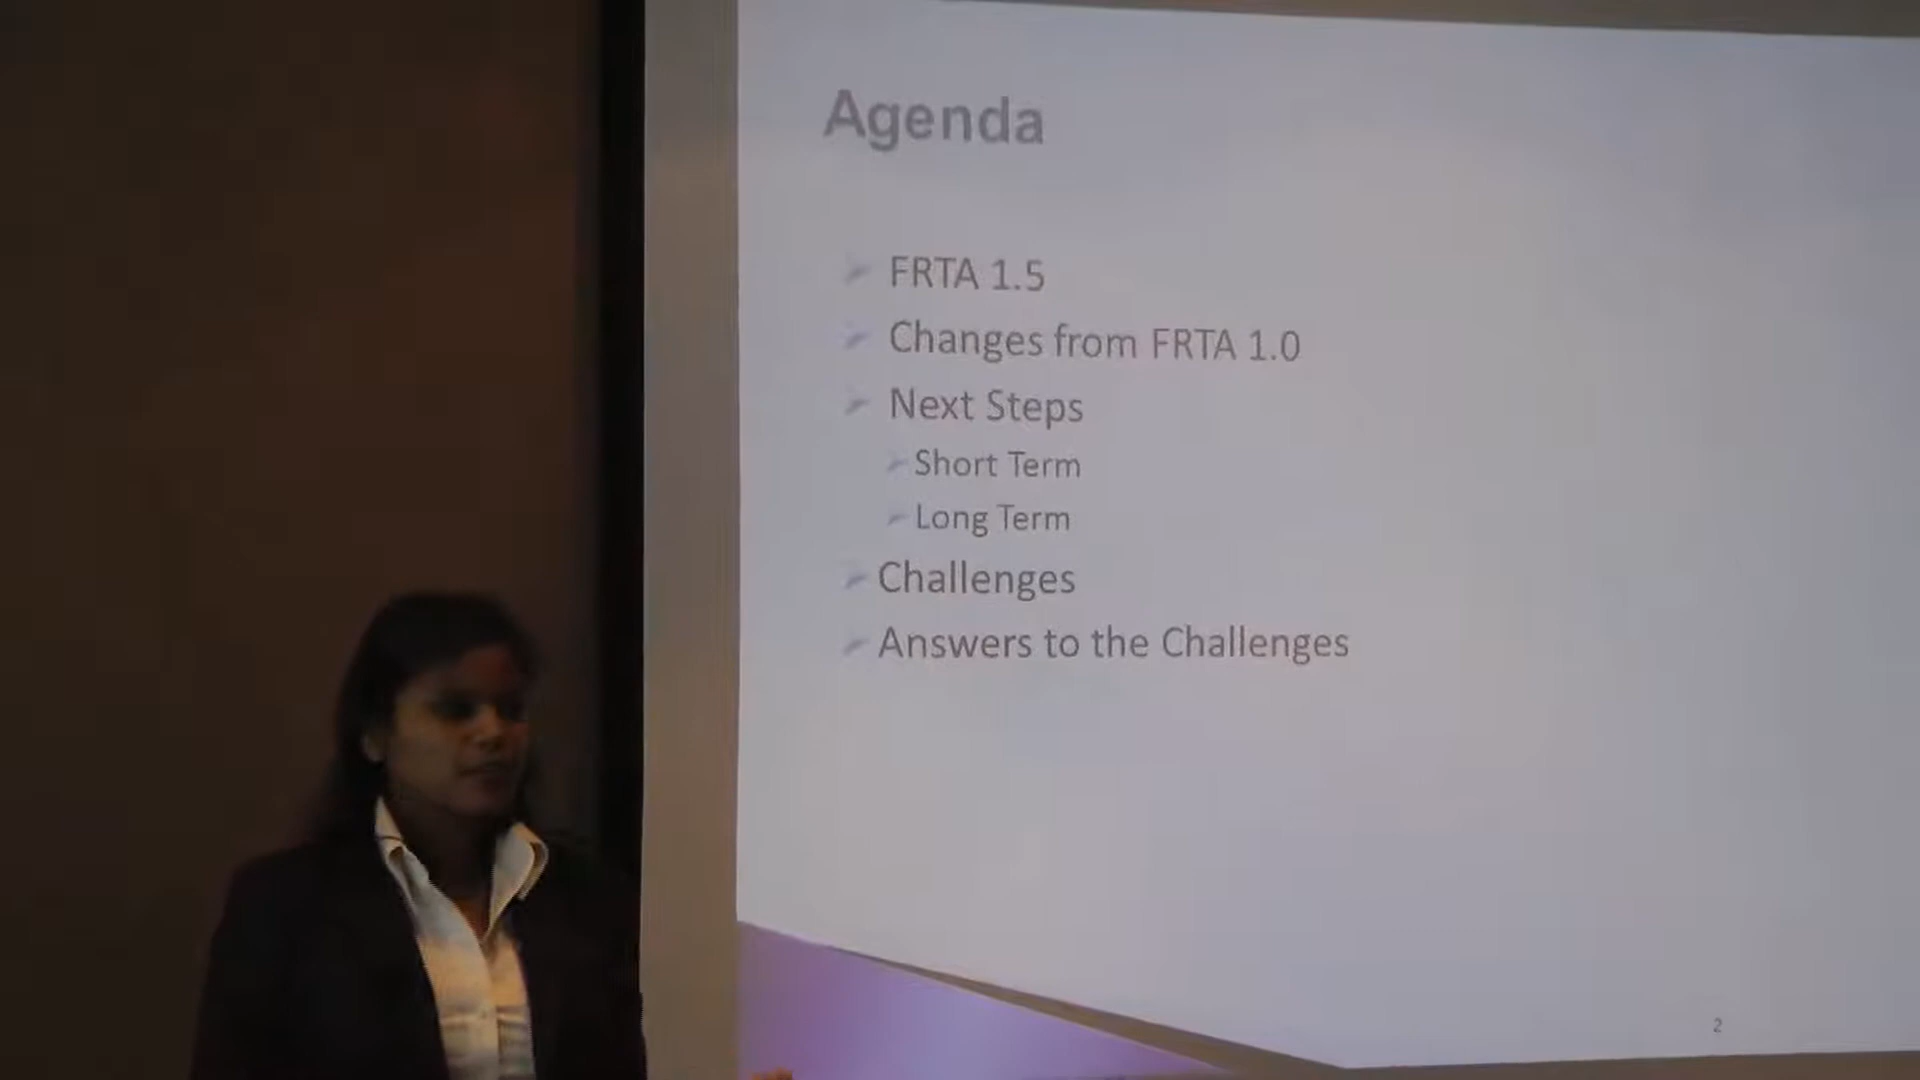 Agenda
FRTA 1.5
Changes from FRTA 1.0
Next Steps
Short Term
Long Term
Challenges
Answers to the Challenges
2